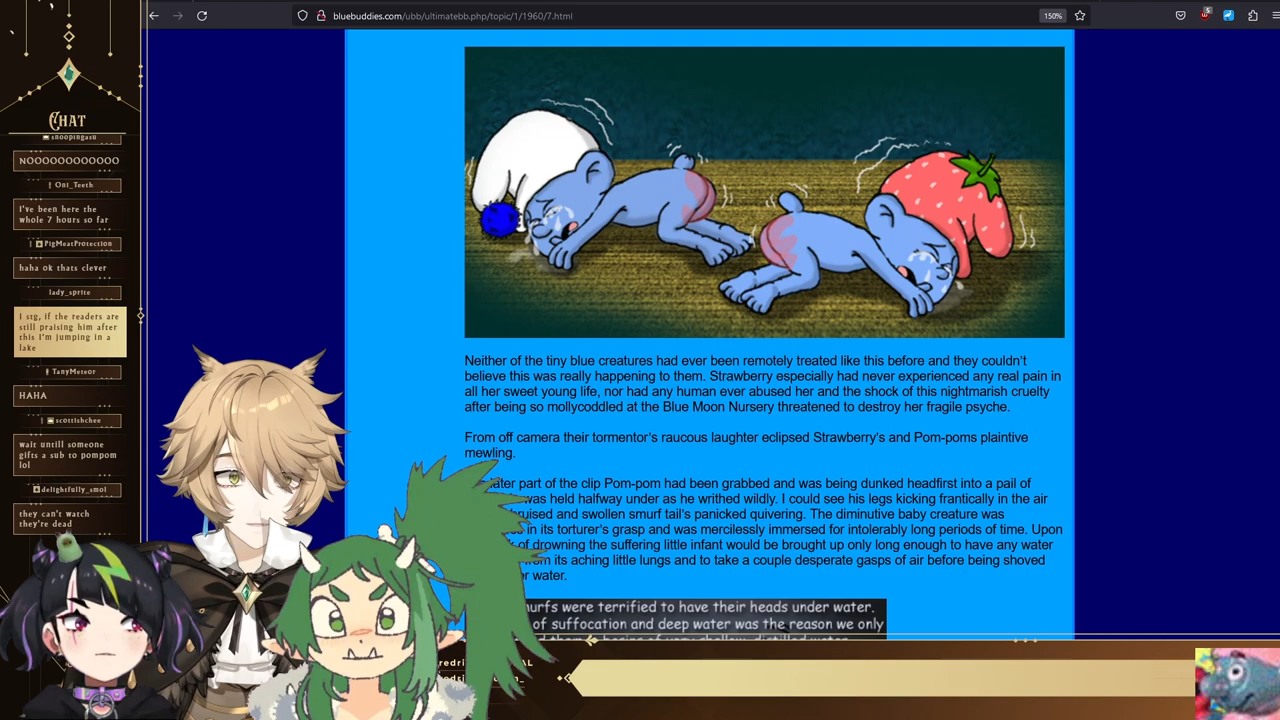 bluebuddies.com/ubb/ultimatebb.php/topic/1/1960/7.html
150%
5
CHAT
snoopingasu
NOOOOOOOOOOOO
Oni_Teeth
I've been here the
whole 7 hours so far
PigMeatProtection
haha ok thats clever
lady_sprite
I stg, if the readers are
still praising him after
this I'm jumping in a
lake
TanyMeteor
HAHA
scottishchee
wait untill someone
gifts a sub to pompom
lol
delightfully_smol
they can't watch
they're dead
Neither of the tiny blue creatures had ever been remotely treated like this before and they couldn't
believe this was really happening to them. Strawberry especially had never experienced any real pain in
all her sweet young life, nor had any human ever abused her and the shock of this nightmarish cruelty
after being so mollycoddled at the Blue Moon Nursery threatened to destroy her fragile psyche.
From off camera their tormentor's raucous laughter eclipsed Strawberry's and Pom-poms plaintive
mewling.
later part of the clip Pom-pom had been grabbed and was being dunked headfirst into a pail of
was held halfway under as he writhed wildly. I could see his legs kicking frantically in the air
bruised and swollen smurf tail's panicked quivering. The diminutive baby creature was
in its torturer's grasp and was mercilessly immersed for intolerably long periods of time. Upon
of drowning the suffering little infant would be brought up only long enough to have any water
from its aching little lungs and to take a couple desperate gasps of air before being shoved
water.
were terrified to have their heads under water.
of suffocation and deep water was the reason we only